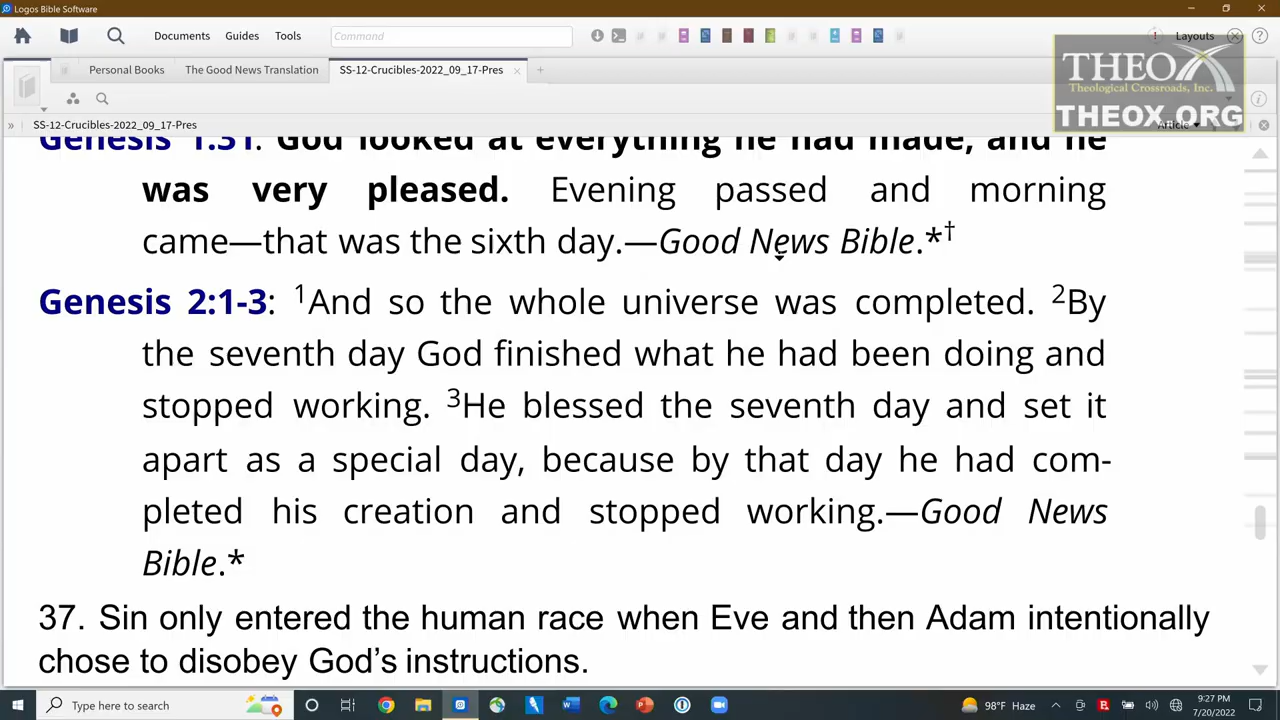 Logos Bible Software
Documents Guides Tools Command Layouts
THEOX
Theological Crossroads, Inc.
THEOX.ORG
Personal Books The Good News Translation SS-12-Crucibles-2022_09_17-Pres
SS-12-Crucibles-2022_09_17-Pres Article
Genesis 1:31: God looked at everything he had made, and he
was very pleased. Evening passed and morning
came—that was the sixth day.—Good News Bible.*†
Genesis 2:1-3: 1And so the whole universe was completed. 2By
the seventh day God finished what he had been doing and
stopped working. 3He blessed the seventh day and set it
apart as a special day, because by that day he had com-
pleted his creation and stopped working.—Good News
Bible.*
37. Sin only entered the human race when Eve and then Adam intentionally
chose to disobey God's instructions.
Type here to search
98°F Haze
9:27 PM
7/20/2022